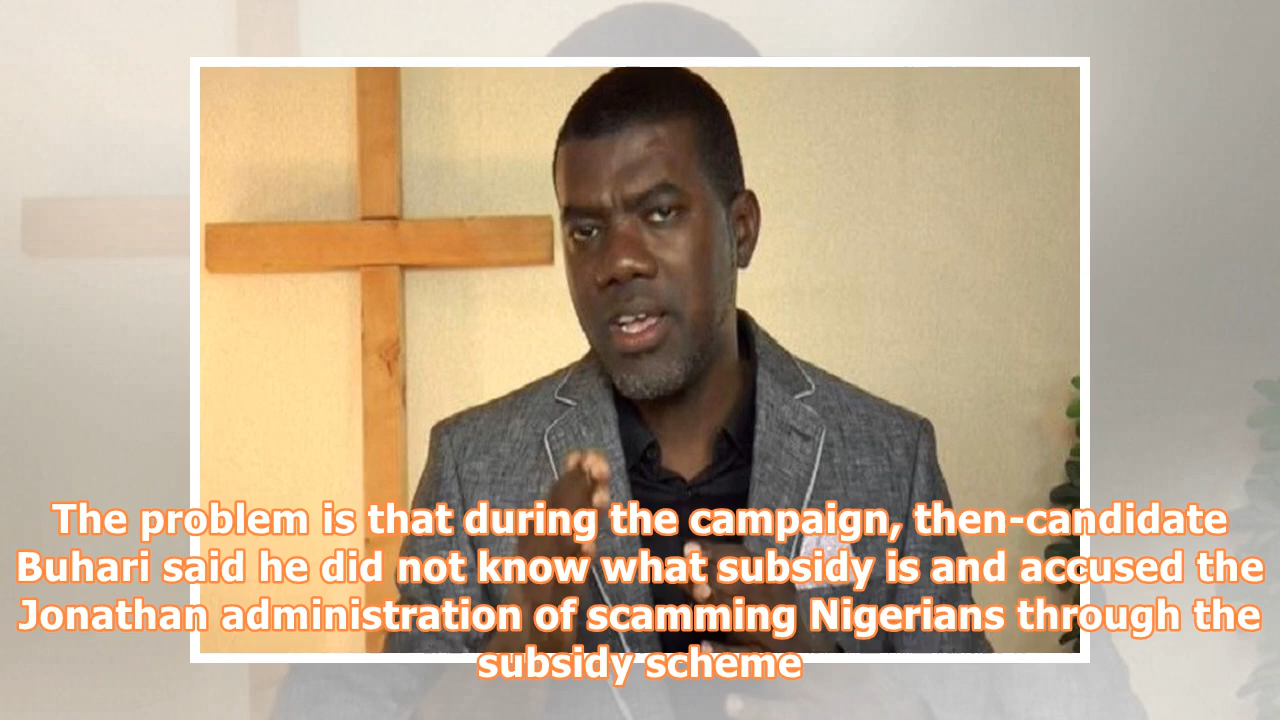 The problem is that during the campaign, then-candidate
Buhari said he did not know what subsidy is and accused the
Jonathan administration of scamming Nigerians through the
subsidy scheme